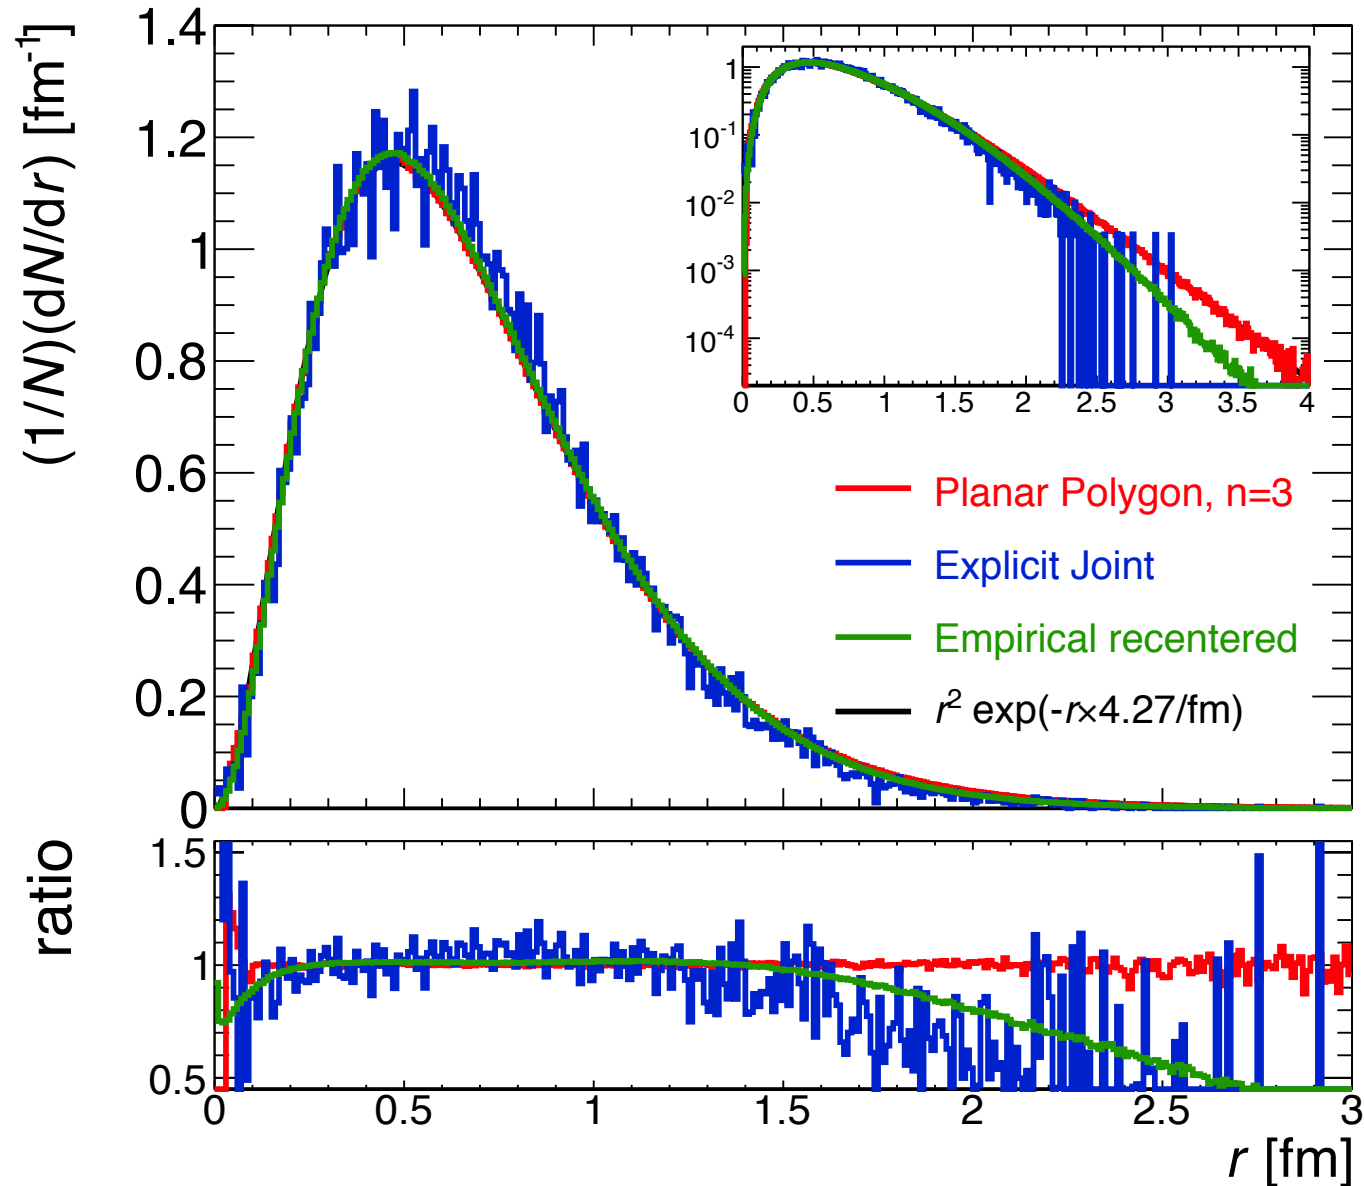 (1/N)(dN/dr) [fm⁻¹]
1.4
1.2
1
0.8
0.6
0.4
0.2
0
1
10⁻¹
10⁻²
10⁻³
10⁻⁴
0 0.5 1 1.5 2 2.5 3 3.5 4
Planar Polygon, n=3
Explicit Joint
Empirical recentered
r² exp(-r×4.27/fm)
ratio
1.5
1
0.5
0 0.5 1 1.5 2 2.5 3
r [fm]